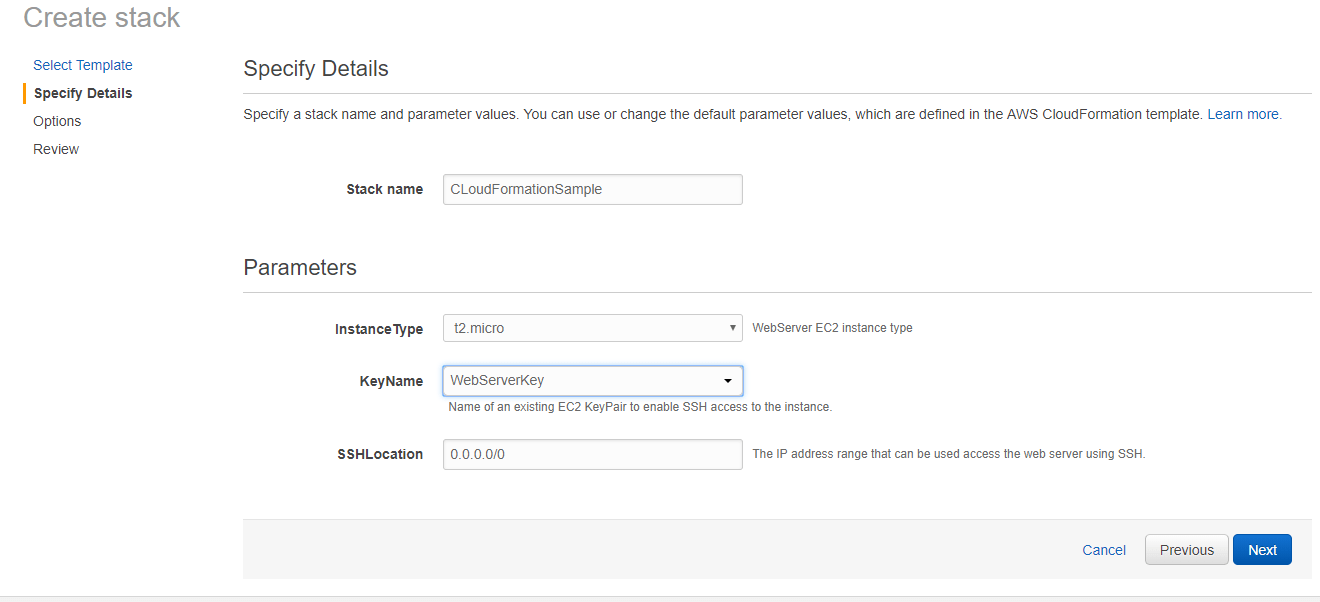 Create stack
Select Template
Specify Details
Options
Review
Specify Details
Specify a stack name and parameter values. You can use or change the default parameter values, which are defined in the AWS CloudFormation template. Learn more.
Stack name CLoudFormationSample
Parameters
InstanceType t2.micro WebServer EC2 instance type
KeyName WebServerKey
Name of an existing EC2 KeyPair to enable SSH access to the instance.
SSHLocation 0.0.0.0/0 The IP address range that can be used access the web server using SSH.
Cancel Previous Next